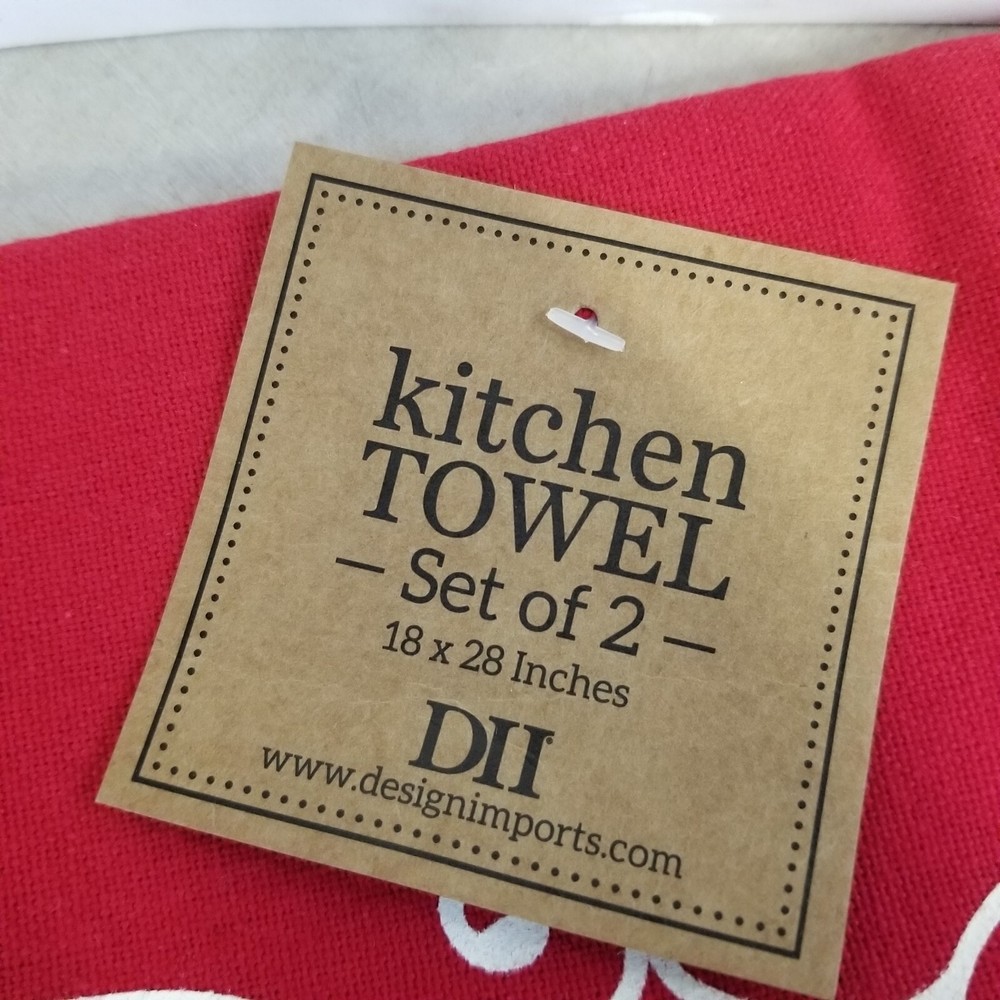 kitchen
TOWEL
– Set of 2 –
18 x 28 Inches
DII
www.designimports.com